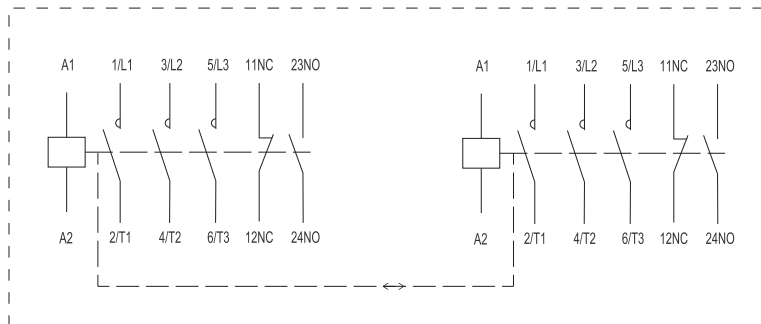 A1 1/L1 3/L2 5/L3 11NC 23NO
A2 2/T1 4/T2 6/T3 12NC 24NO
A1 1/L1 3/L2 5/L3 11NC 23NO
A2 2/T1 4/T2 6/T3 12NC 24NO